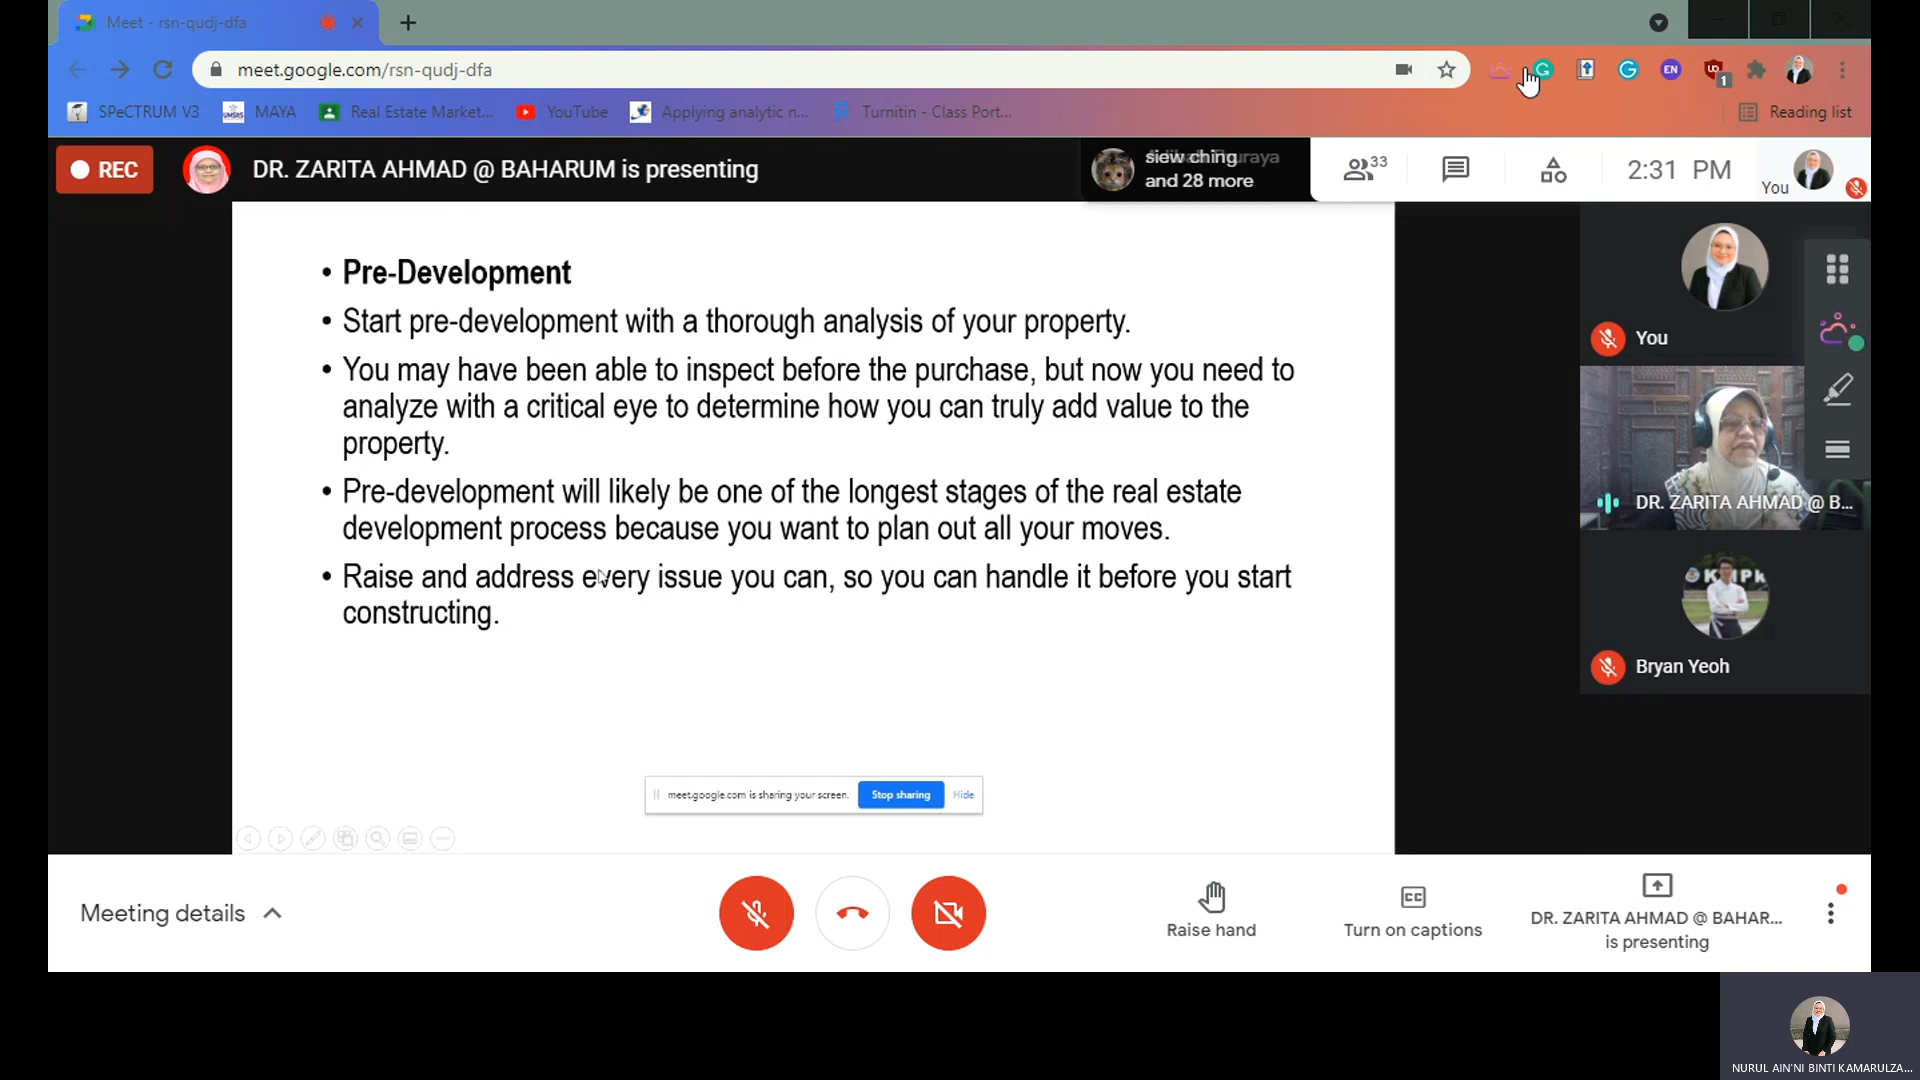 Meet - rsn-qudj-dfa
meet.google.com/rsn-qudj-dfa
EN
1
SPeCTRUM V3
MAYA
Real Estate Market...
YouTube
Applying analytic n...
Turnitin - Class Port...
Reading list
REC
DR. ZARITA AHMAD @ BAHARUM is presenting
siew ching
and 28 more
33
2:31 PM
You
• Pre-Development
• Start pre-development with a thorough analysis of your property.
• You may have been able to inspect before the purchase, but now you need to
analyze with a critical eye to determine how you can truly add value to the
property.
• Pre-development will likely be one of the longest stages of the real estate
development process because you want to plan out all your moves.
• Raise and address every issue you can, so you can handle it before you start
constructing.
You
DR. ZARITA AHMAD @ B...
Bryan Yeoh
meet.google.com is sharing your screen.
Stop sharing
Hide
Meeting details
Raise hand
CC
Turn on captions
DR. ZARITA AHMAD @ BAHAR...
is presenting
NURUL AIN'NI BINTI KAMARULZA...